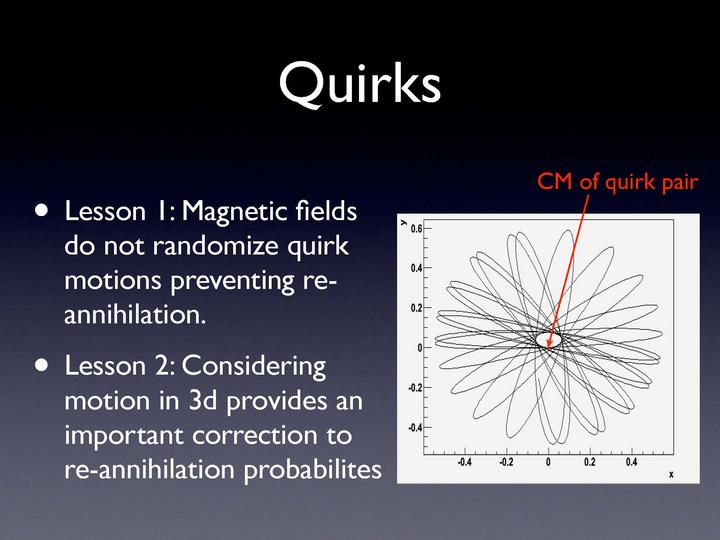 Quirks
CM of quirk pair
• Lesson 1: Magnetic fields
do not randomize quirk
motions preventing re-
annihilation.
• Lesson 2: Considering
motion in 3d provides an
important correction to
re-annihilation probabilites
y
0.6
0.4
0.2
0
-0.2
-0.4
-0.4 -0.2 0 0.2 0.4
x